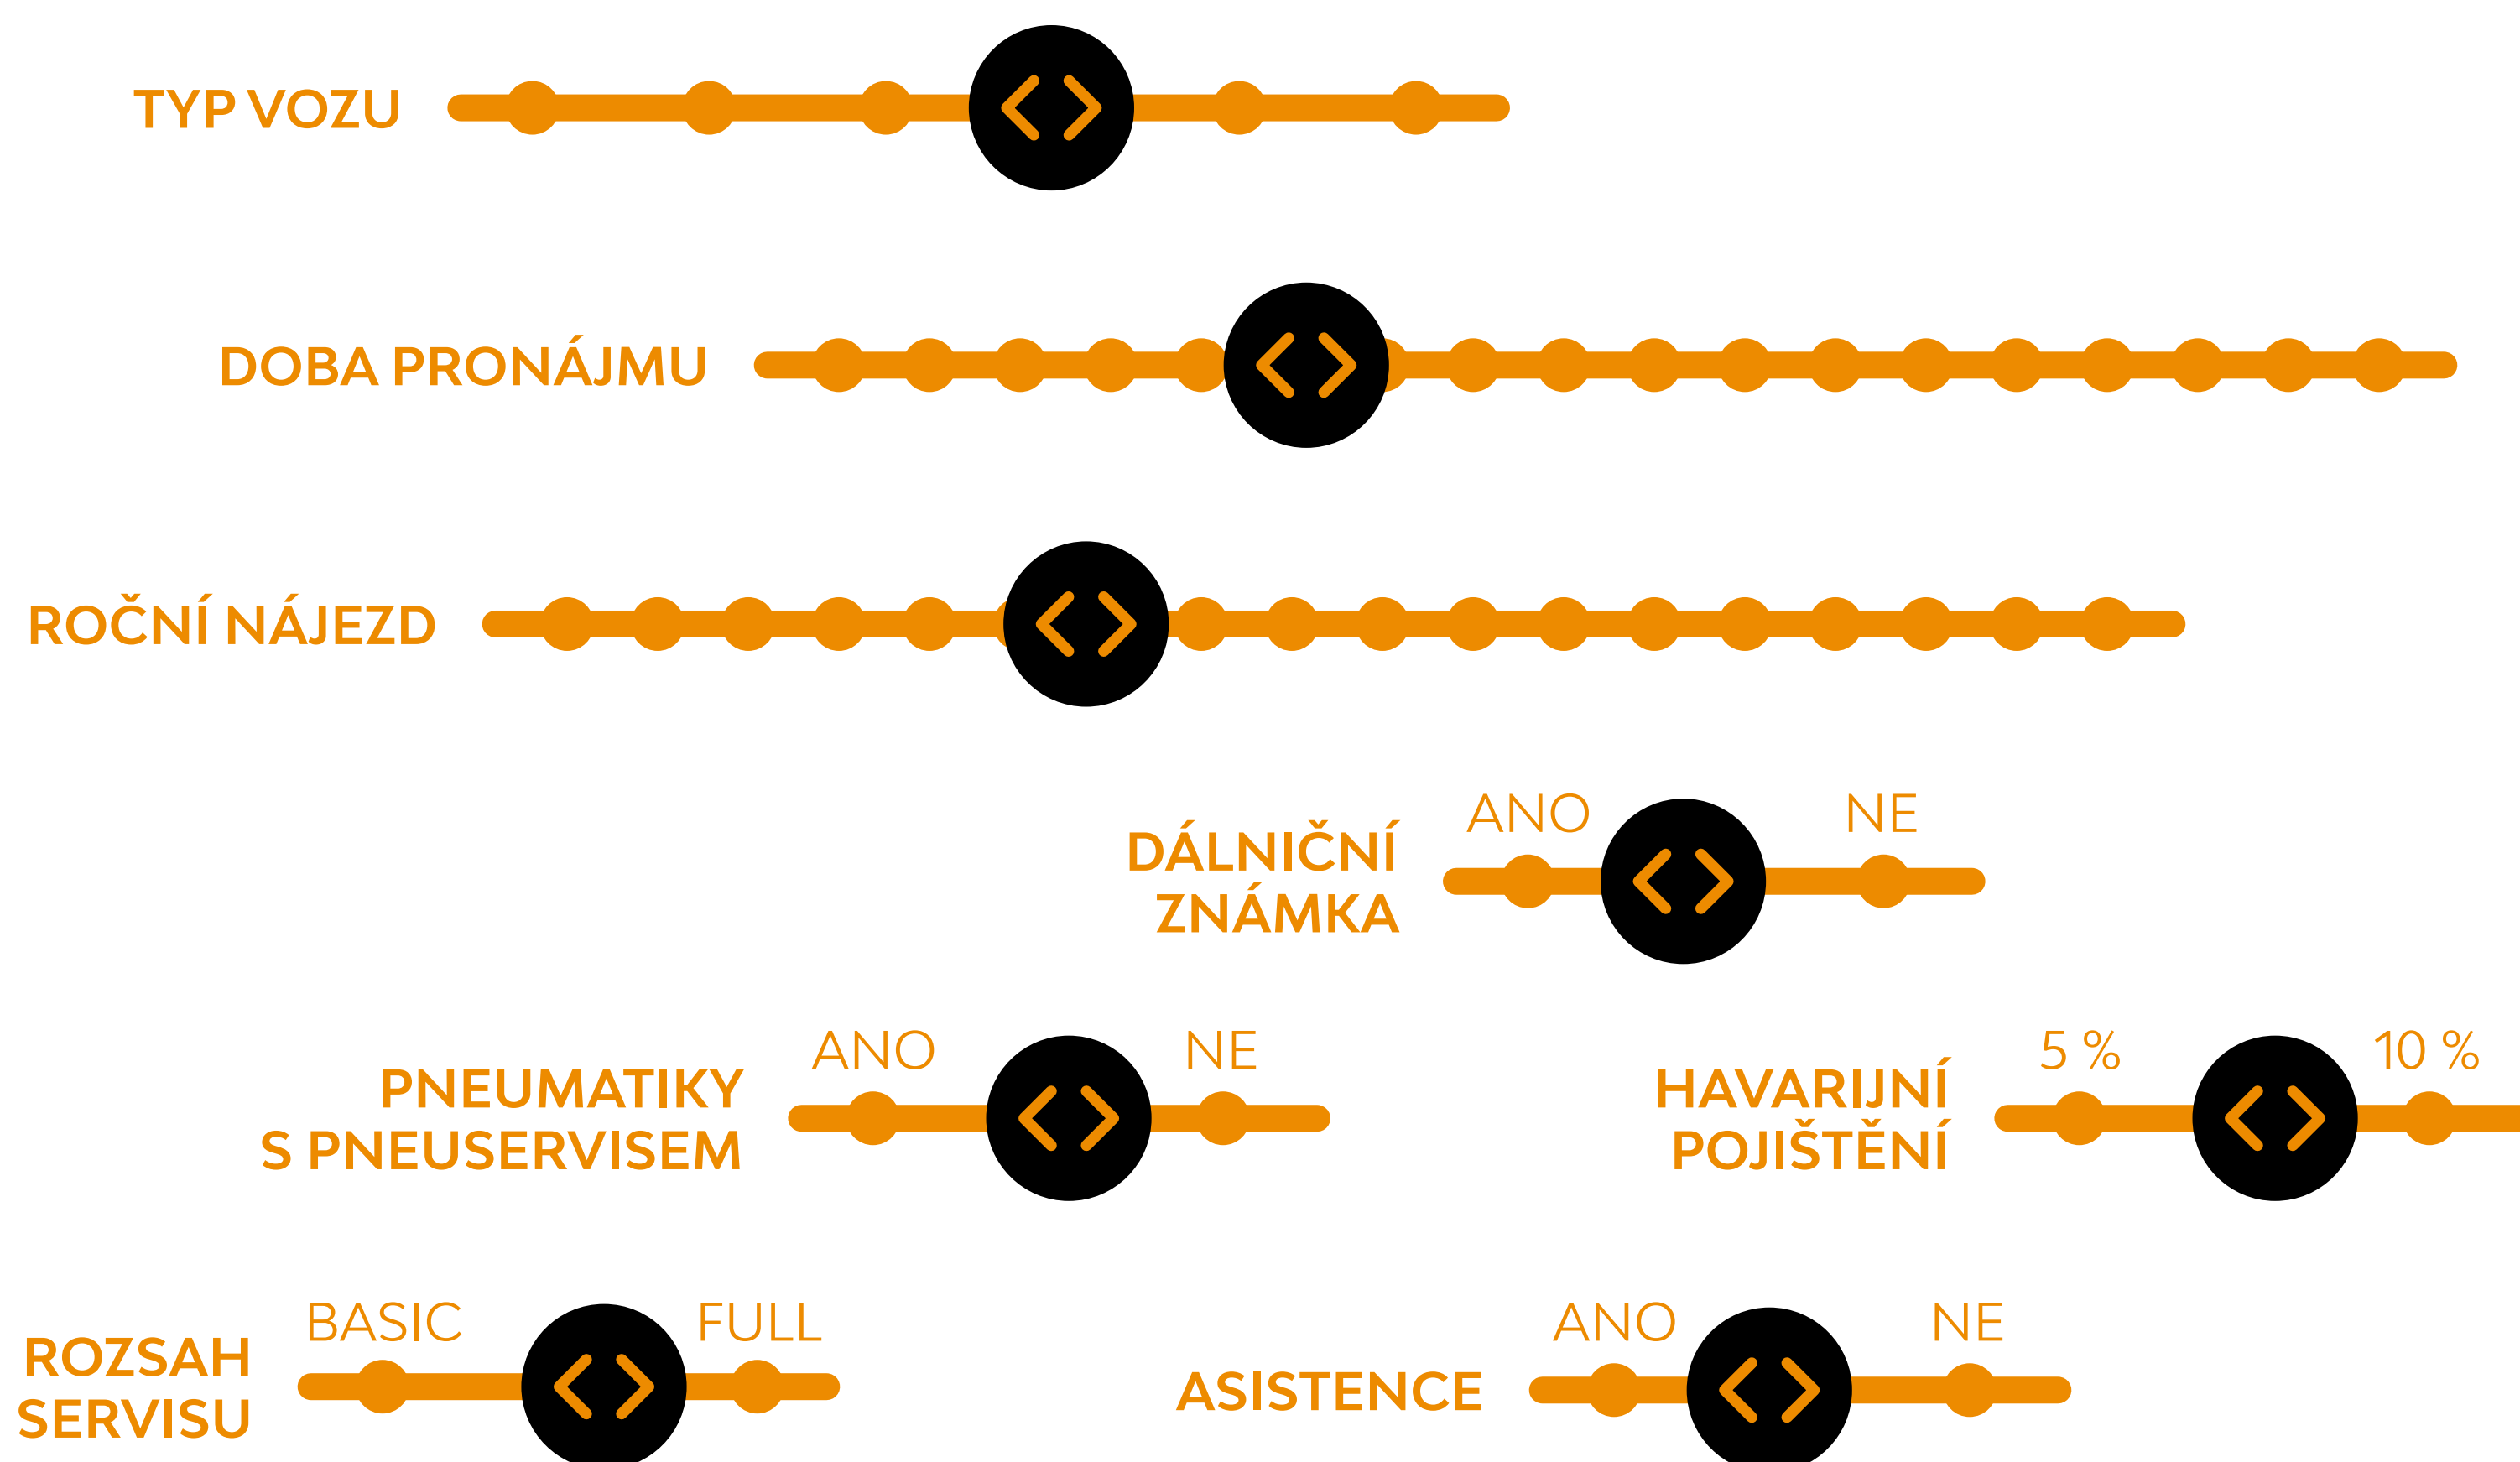 TYP VOZU
DOBA PRONÁJMU
ROČNÍ NÁJEZD
DÁLNIČNÍ
ZNÁMKA
ANO NE
PNEUMATIKY
S PNEUSERVISEM
ANO NE
HAVARIJNÍ
POJIŠTĚNÍ
5 % 10 %
ROZSAH
SERVISU
BASIC FULL
ASISTENCE
ANO NE